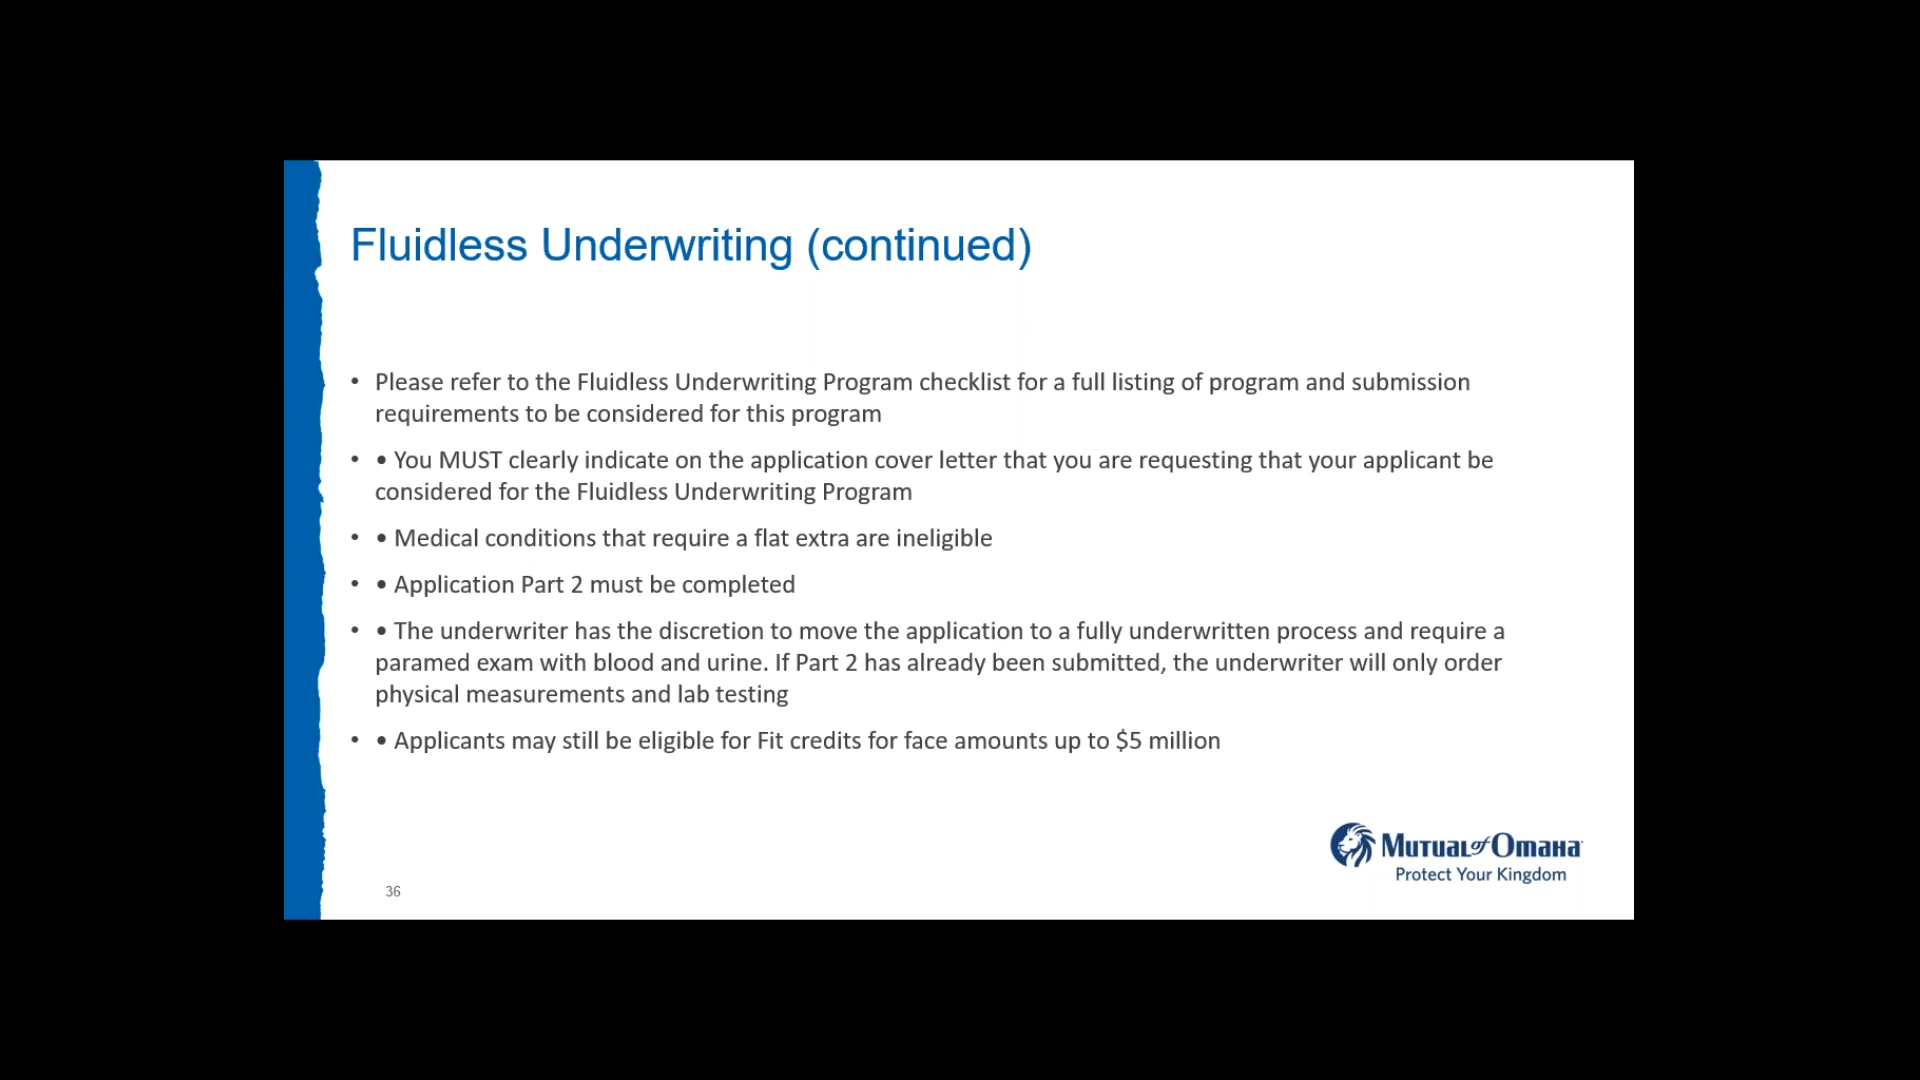 Fluidless Underwriting (continued)
• Please refer to the Fluidless Underwriting Program checklist for a full listing of program and submission
requirements to be considered for this program
• • You MUST clearly indicate on the application cover letter that you are requesting that your applicant be
considered for the Fluidless Underwriting Program
• • Medical conditions that require a flat extra are ineligible
• • Application Part 2 must be completed
• • The underwriter has the discretion to move the application to a fully underwritten process and require a
paramed exam with blood and urine. If Part 2 has already been submitted, the underwriter will only order
physical measurements and lab testing
• • Applicants may still be eligible for Fit credits for face amounts up to $5 million
Mutual of Omaha
Protect Your Kingdom
36